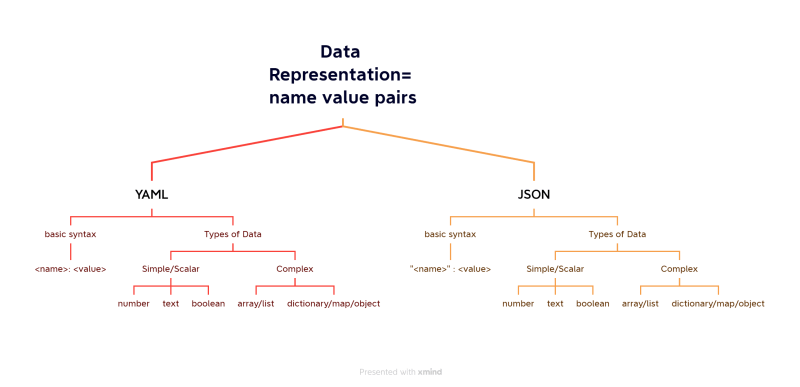 Data
Representation=
name value pairs
YAML
JSON
basic syntax
Types of Data
basic syntax
Types of Data
<name>: <value>
Simple/Scalar
Complex
"<name>" : <value>
Simple/Scalar
Complex
number
text
boolean
array/list
dictionary/map/object
number
text
boolean
array/list
dictionary/map/object
Presented with xmind